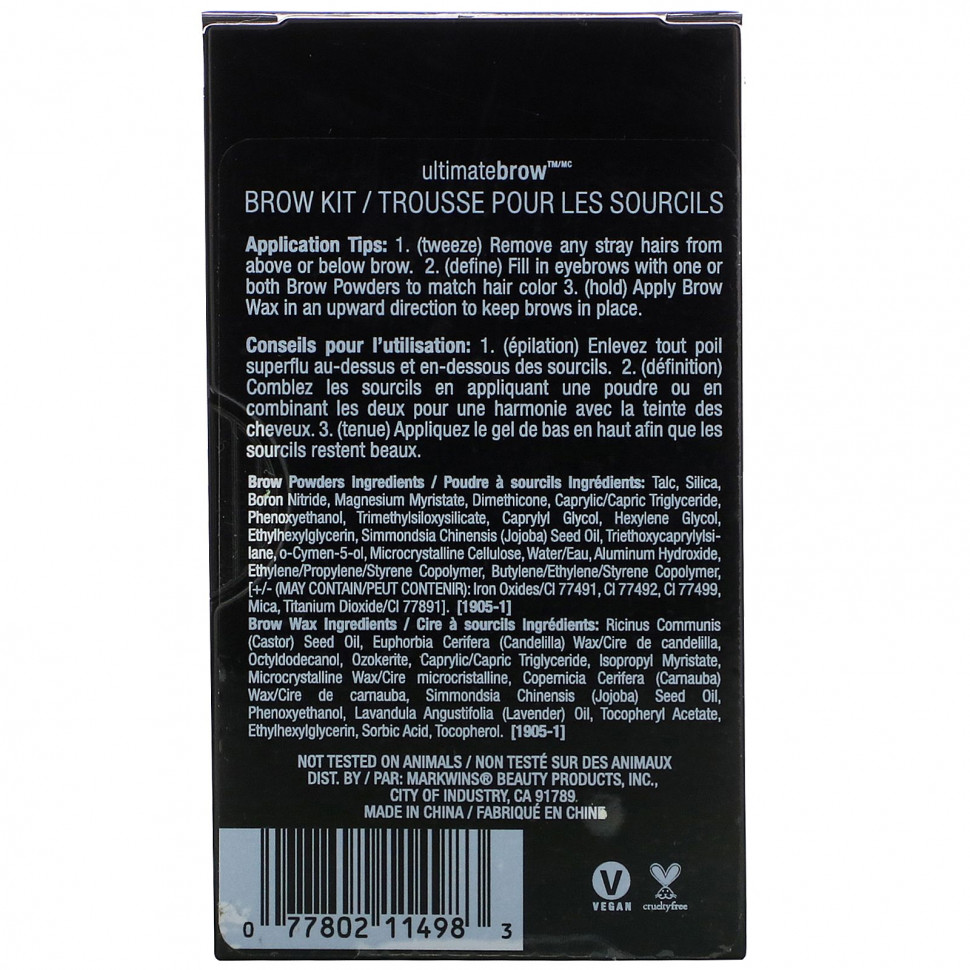 ultimatebrow™/MC
BROW KIT / TROUSSE POUR LES SOURCILS
Application Tips: 1. (tweeze) Remove any stray hairs from
above or below brow. 2. (define) Fill in eyebrows with one or
both Brow Powders to match hair color 3. (hold) Apply Brow
Wax in an upward direction to keep brows in place.
Conseils pour l'utilisation: 1. (épilation) Enlevez tout poil
superflu au-dessus et en-dessous des sourcils. 2. (définition)
Comblez les sourcils en appliquant une poudre ou en
combinant les deux pour une harmonie avec la teinte des
cheveux. 3. (tenue) Appliquez le gel de bas en haut afin que les
sourcils restent beaux.
Brow Powders Ingredients / Poudre à sourcils Ingrédients: Talc, Silica,
Boron Nitride, Magnesium Myristate, Dimethicone, Caprylic/Capric Triglyceride,
Phenoxyethanol, Trimethylsiloxysilicate, Caprylyl Glycol, Hexylene Glycol,
Ethylhexylglycerin, Simmondsia Chinensis (Jojoba) Seed Oil, Triethoxycaprylylsi-
lane, o-Cymen-5-ol, Microcrystalline Cellulose, Water/Eau, Aluminum Hydroxide,
Ethylene/Propylene/Styrene Copolymer, Butylene/Ethylene/Styrene Copolymer,
[+/- (MAY CONTAIN/PEUT CONTENIR): Iron Oxides/CI 77491, CI 77492, CI 77499,
Mica, Titanium Dioxide/CI 77891]. [1905-1]
Brow Wax Ingredients / Cire à sourcils Ingrédients: Ricinus Communis
(Castor) Seed Oil, Euphorbia Cerifera (Candelilla) Wax/Cire de candelilla,
Octyldodecanol, Ozokerite, Caprylic/Capric Triglyceride, Isopropyl Myristate,
Microcrystalline Wax/Cire microcristalline, Copernicia Cerifera (Carnauba)
Wax/Cire de carnauba, Simmondsia Chinensis (Jojoba) Seed Oil,
Phenoxyethanol, Lavandula Angustifolia (Lavender) Oil, Tocopheryl Acetate,
Ethylhexylglycerin, Sorbic Acid, Tocopherol. [1905-1]
NOT TESTED ON ANIMALS / NON TESTÉ SUR DES ANIMAUX
DIST. BY / PAR: MARKWINS® BEAUTY PRODUCTS, INC.,
CITY OF INDUSTRY, CA 91789.
MADE IN CHINA / FABRIQUÉ EN CHINE
V
VEGAN
crueltyfree
0 77802 11498 3